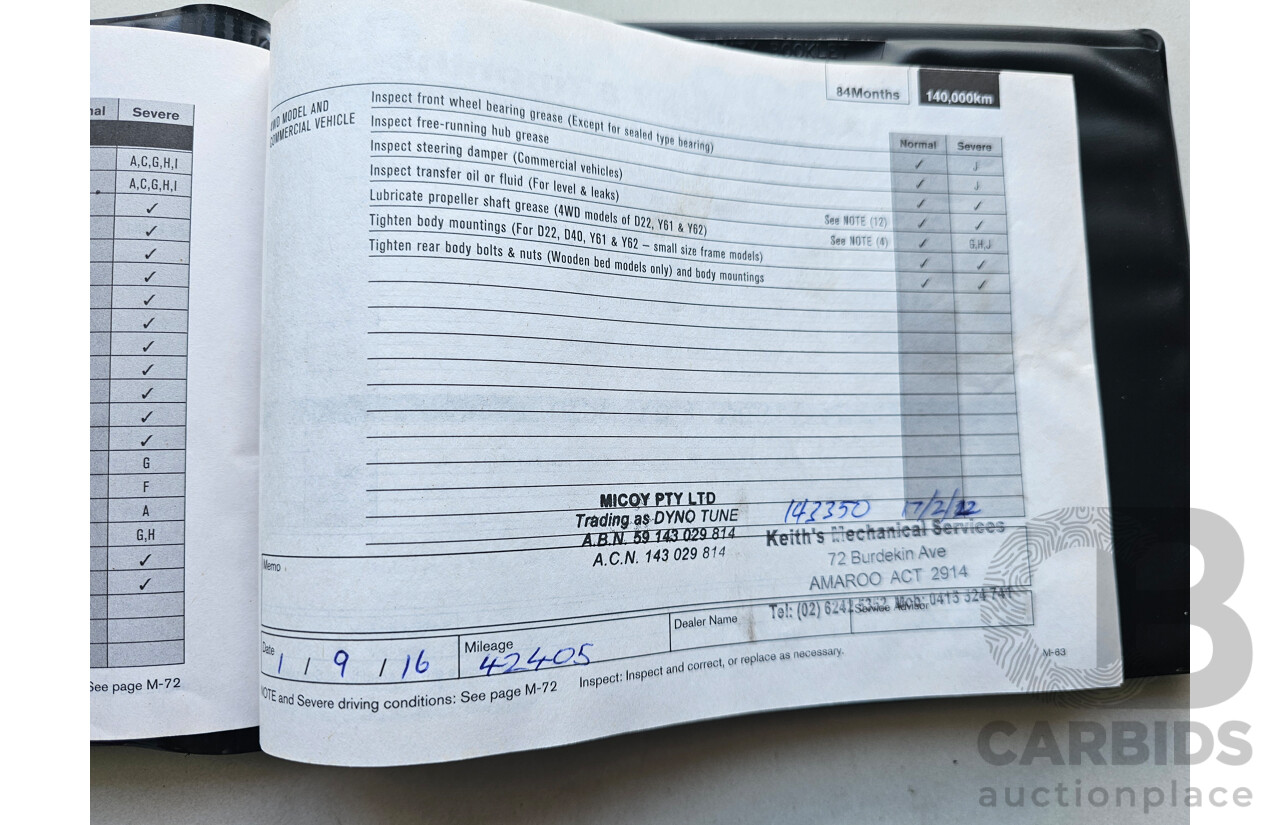 Severe
A,C,G,H,I
A,C,G,H,I
✓
✓
✓
✓
✓
✓
✓
✓
✓
✓
✓
G
F
A
G,H
✓
✓
See page M-72
84Months
140,000km
Normal Severe
COMMERCIAL VEHICLE
MODEL AND
Inspect front wheel bearing grease (Except for sealed type bearing) ✓ J
Inspect free-running hub grease ✓ J
Inspect steering damper (Commercial vehicles) ✓ ✓
Inspect transfer oil or fluid (For level & leaks) See NOTE (12) ✓ ✓
Lubricate propeller shaft grease (4WD models of D22, Y61 & Y62) See NOTE (4) ✓ G,H,J
Tighten body mountings (For D22, D40, Y61 & Y62 – small size frame models) ✓ ✓
Tighten rear body bolts & nuts (Wooden bed models only) and body mountings ✓ ✓
MICOY PTY LTD
Trading as DYNO TUNE
A.B.N. 59 143 029 814
A.C.N. 143 029 814
143350 17/2/22
Keith's Mechanical Services
72 Burdekin Ave
AMAROO ACT 2914
Tel: (02) Mob: 0413
Memo
Date 1 / 9 / 16
Mileage 42405
Dealer Name
Service Advisor
NOTE and Severe driving conditions: See page M-72
Inspect: Inspect and correct, or replace as necessary.
M-63
CARBIDS
auctionplace